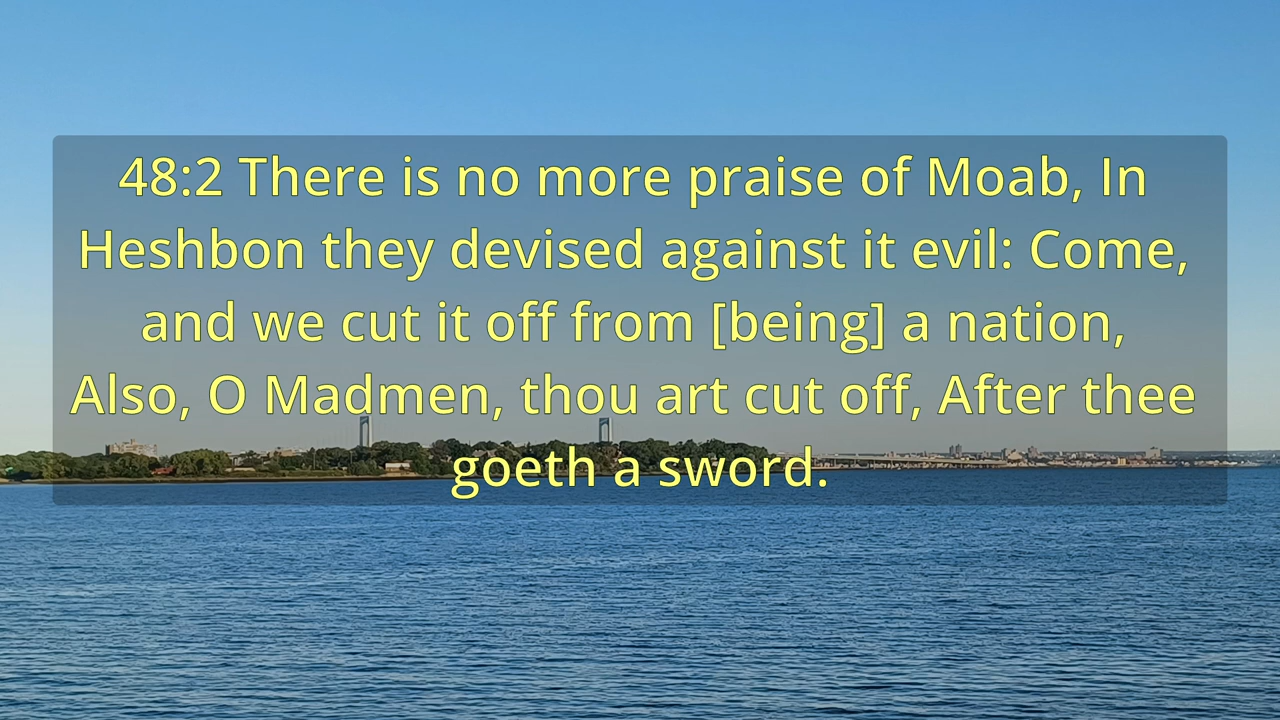 48:2 There is no more praise of Moab, In
Heshbon they devised against it evil: Come,
and we cut it off from [being] a nation,
Also, O Madmen, thou art cut off, After thee
goeth a sword.